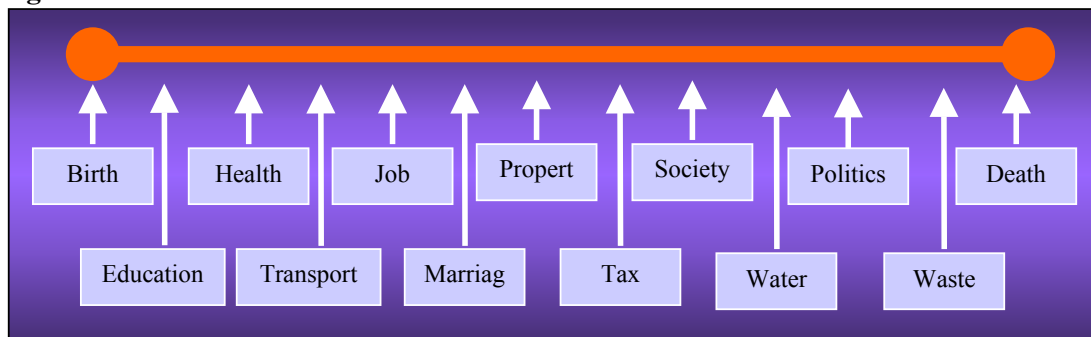 Birth
Health
Job
Propert
Society
Politics
Death
Education
Transport
Marriag
Tax
Water
Waste